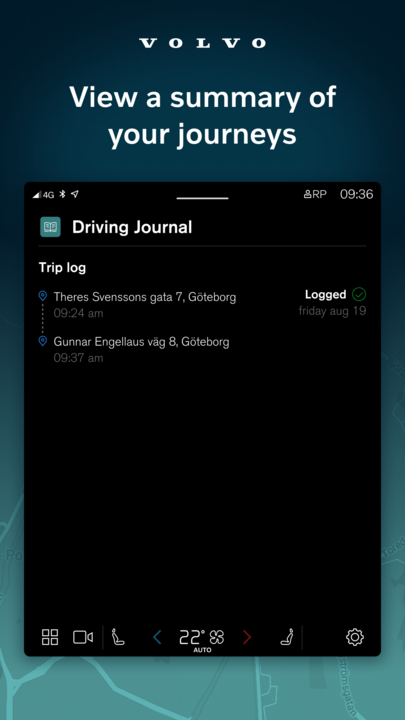 VOLVO
View a summary of
your journeys
4G RP 09:36
Driving Journal
Trip log
Theres Svenssons gata 7, Göteborg Logged
09:24 am friday aug 19
Gunnar Engellaus väg 8, Göteborg
09:37 am
22°
AUTO